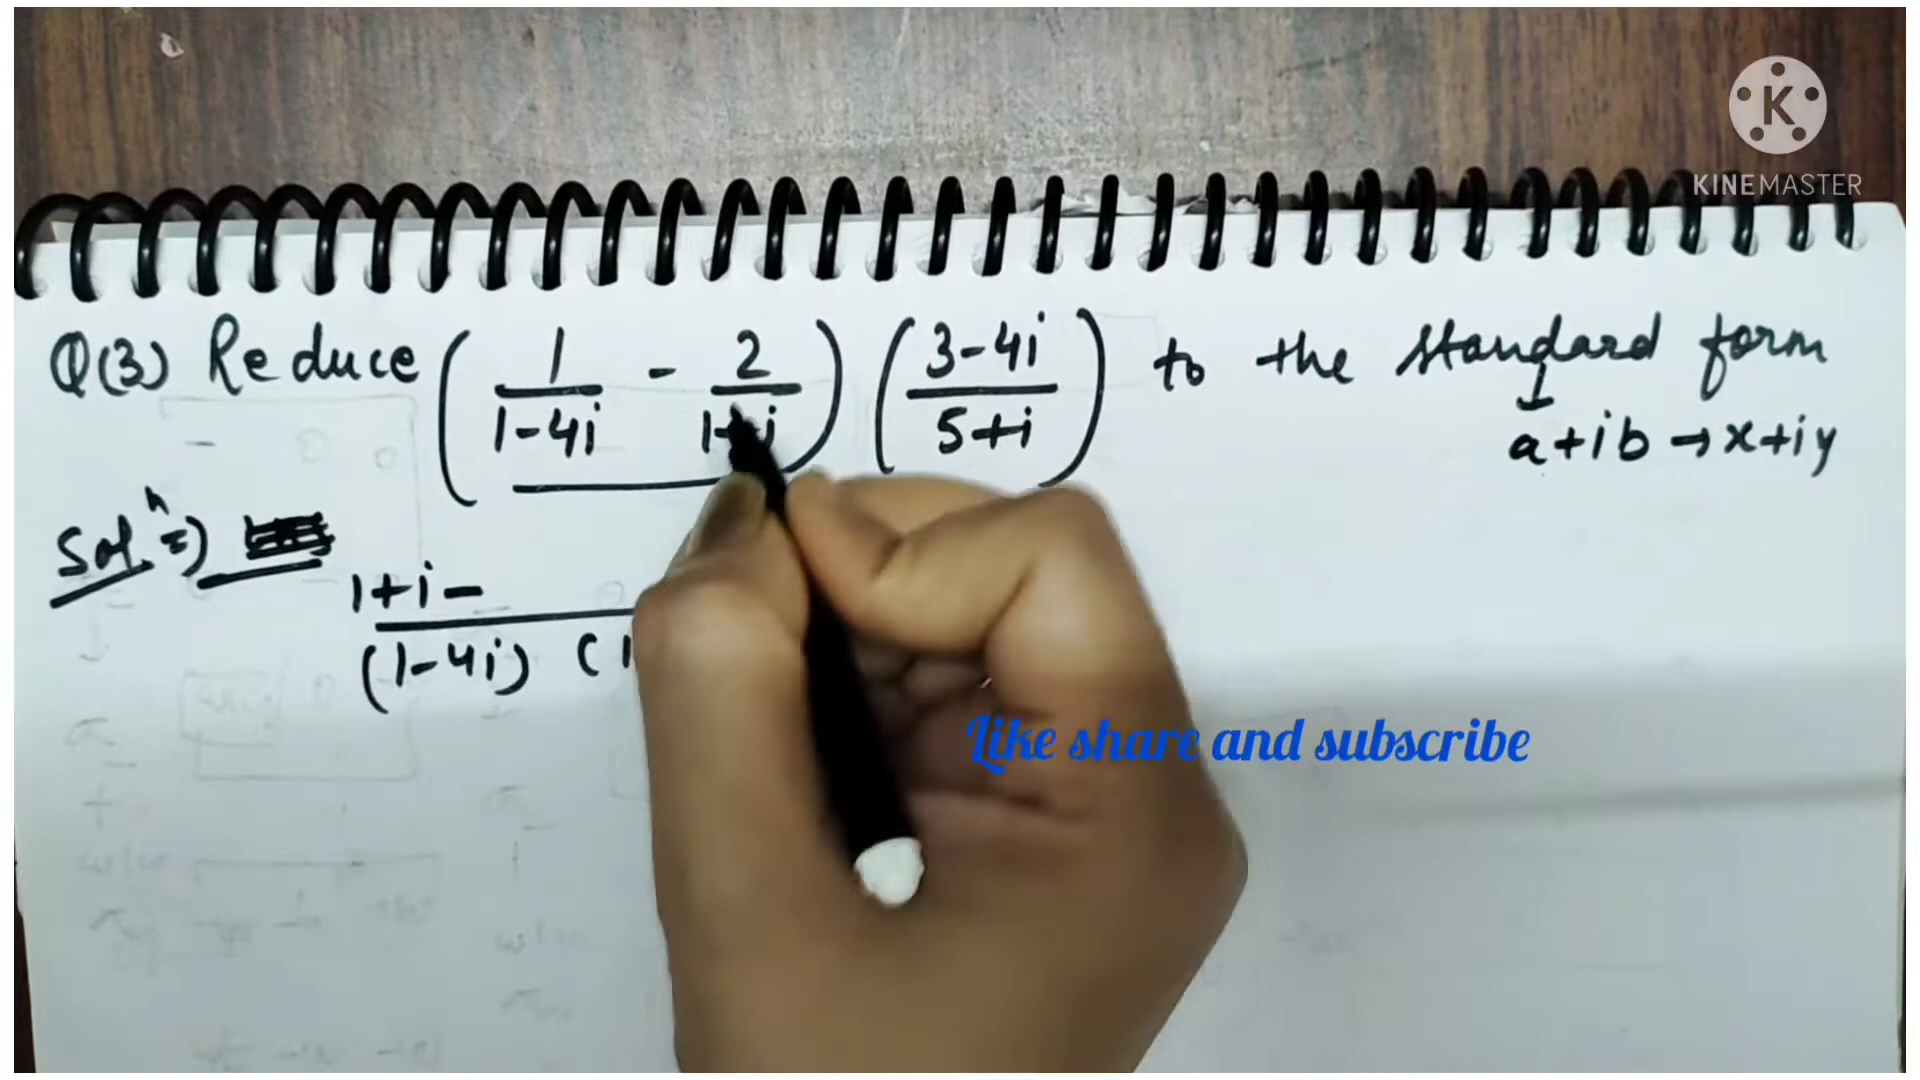 KINEMASTER
Q(3) Reduce (1/1-4i - 2/1+i) (3-4i/5+i) to the standard form
a+ib → x+iy
Solⁿ =)
1+i-
(1-4i) (1
Like share and subscribe